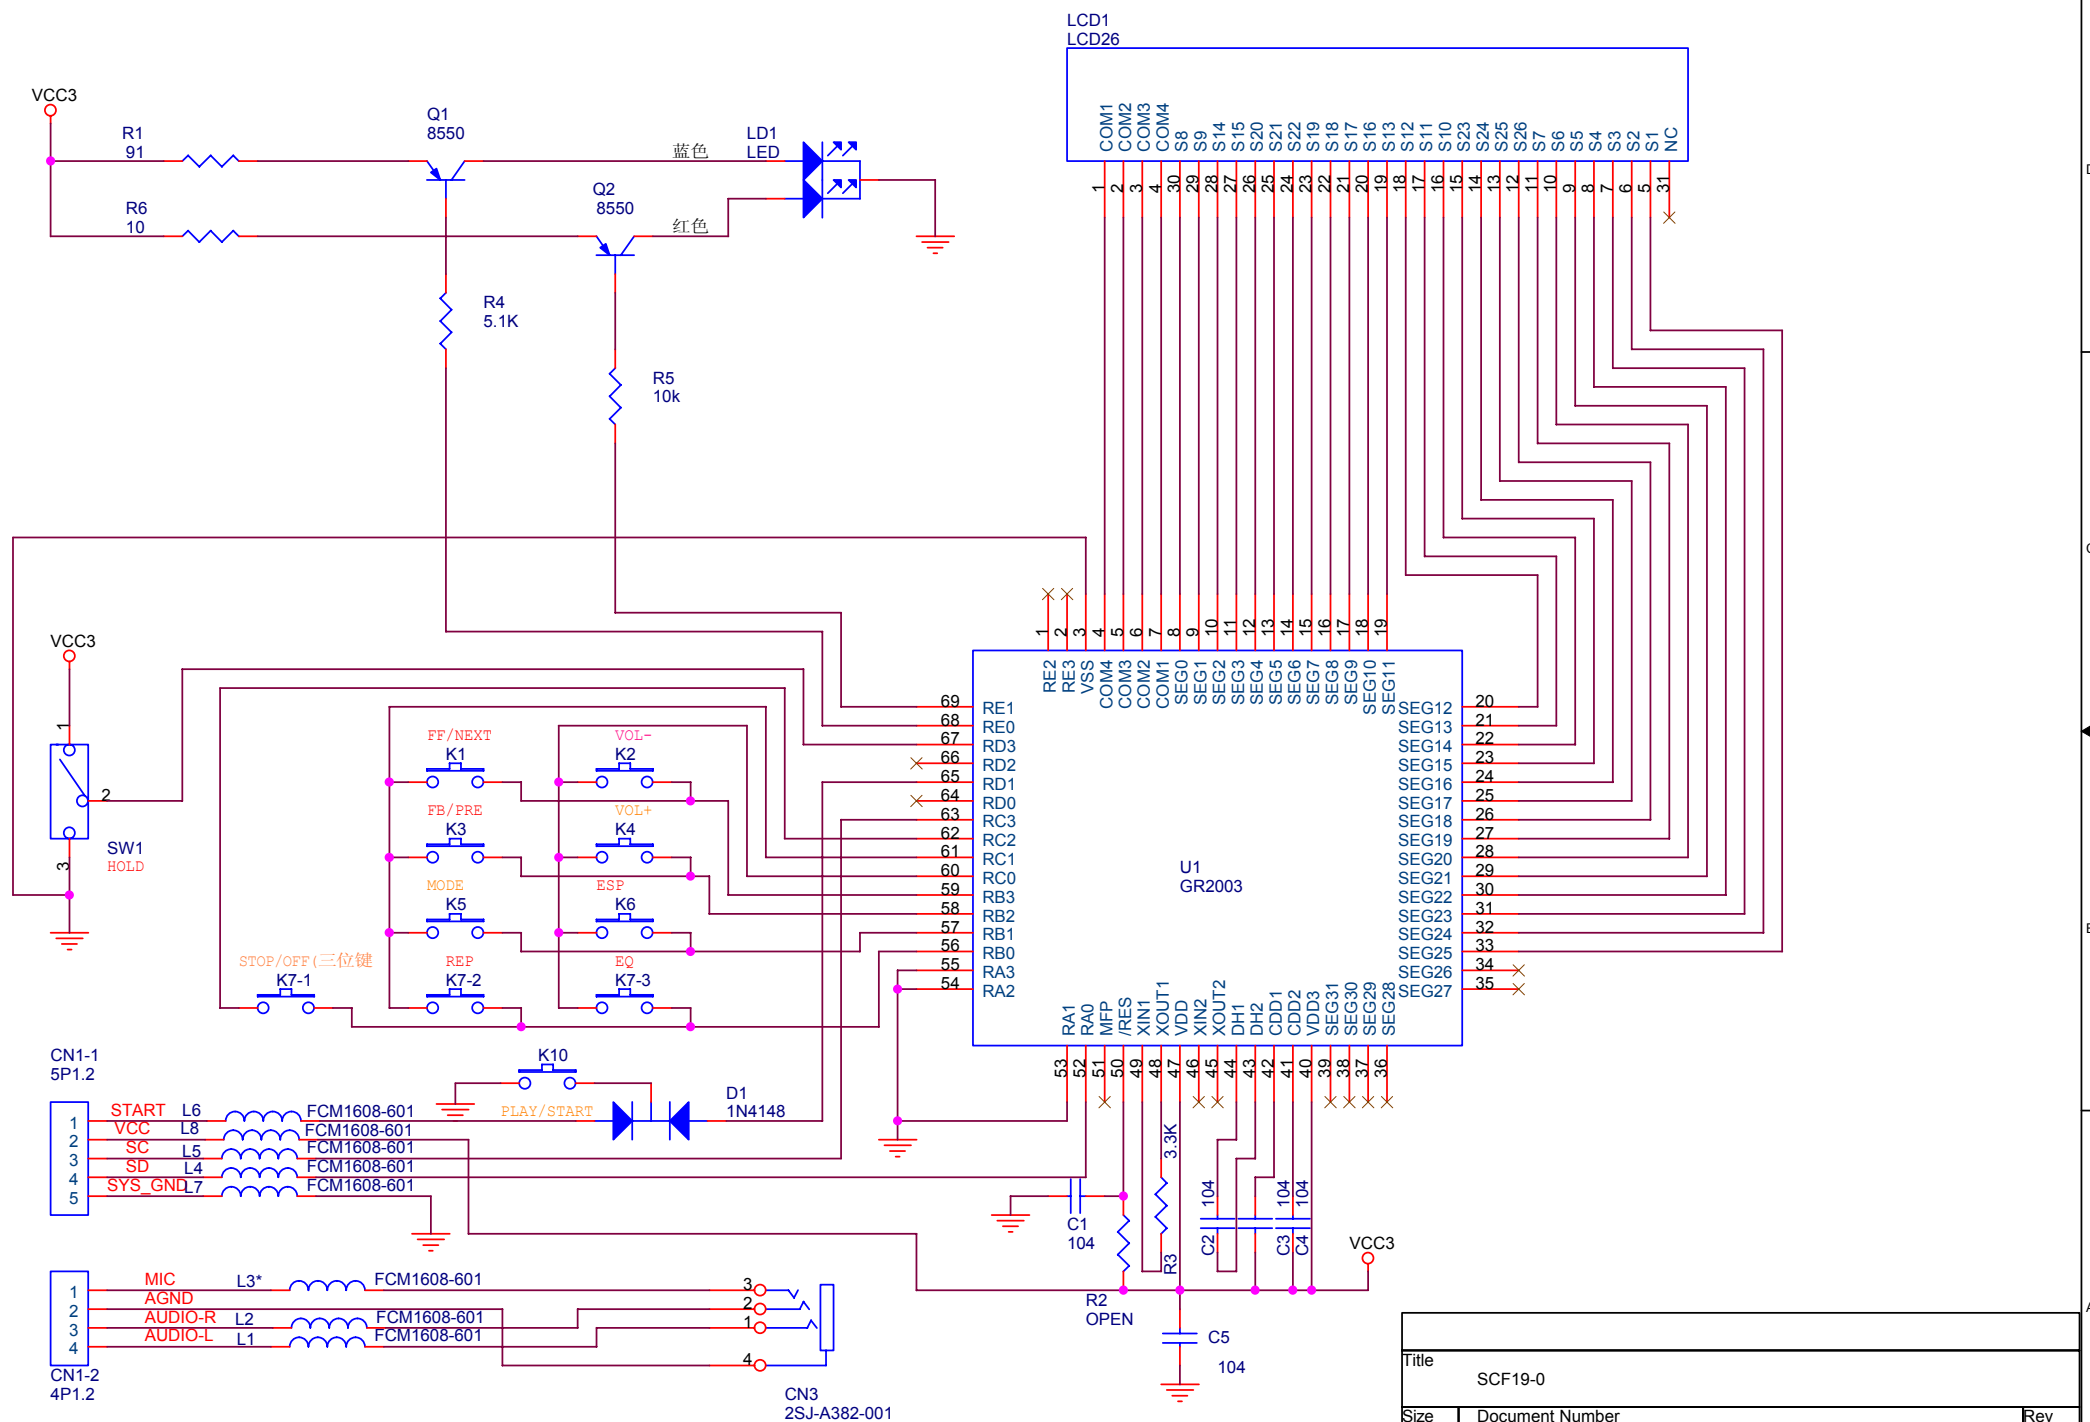 LCD1
LCD26
COM1
COM2
COM3
COM4
S8
S9
S14
S15
S20
S21
S22
S19
S18
S17
S16
S13
S12
S11
S10
S23
S24
S25
S26
S7
S6
S5
S4
S3
S2
S1
NC
1
2
3
4
30
29
28
27
26
25
24
23
22
21
20
19
18
17
16
15
14
13
12
11
10
9
8
7
6
5
31
VCC3
R1
91
Q1
8550
蓝色
LD1
LED
R6
10
Q2
8550
红色
R4
5.1K
R5
10k
VCC3
1
2
3
SW1
HOLD
FF/NEXT
K1
VOL-
K2
FB/PRE
K3
VOL+
K4
MODE
K5
ESP
K6
STOP/OFF(三位键
K7-1
REP
K7-2
EQ
K7-3
1
2
3
4
5
6
7
8
9
10
11
12
13
14
15
16
17
18
19
RE2
RE3
VSS
COM4
COM3
COM2
COM1
SEG0
SEG1
SEG2
SEG3
SEG4
SEG5
SEG6
SEG7
SEG8
SEG9
SEG10
SEG11
69 RE1
68 RE0
67 RD3
66 RD2
65 RD1
64 RD0
63 RC3
62 RC2
61 RC1
60 RC0
59 RB3
58 RB2
57 RB1
56 RB0
55 RA3
54 RA2
U1
GR2003
SEG12 20
SEG13 21
SEG14 22
SEG15 23
SEG16 24
SEG17 25
SEG18 26
SEG19 27
SEG20 28
SEG21 29
SEG22 30
SEG23 31
SEG24 32
SEG25 33
SEG26 34
SEG27 35
RA1
RA0
MFP
/RES
XIN1
XOUT1
VDD
XIN2
XOUT2
DH1
DH2
CDD1
CDD2
VDD3
SEG31
SEG30
SEG29
SEG28
53
52
51
50
49
48
47
46
45
44
43
42
41
40
39
38
37
36
K10
PLAY/START
D1
1N4148
CN1-1
5P1.2
1 START L6 FCM1608-601
2 VCC L8 FCM1608-601
3 SC L5 FCM1608-601
4 SD L4 FCM1608-601
5 SYS_GND L7 FCM1608-601
C1
104
3.3K
R3
R2
OPEN
104
C2
104
C3
104
C4
VCC3
C5
104
1 MIC L3* FCM1608-601
2 AGND
3 AUDIO-R L2 FCM1608-601
4 AUDIO-L L1 FCM1608-601
CN1-2
4P1.2
3
2
1
4
CN3
2SJ-A382-001
Title
SCF19-0
Size
Document Number
Rev